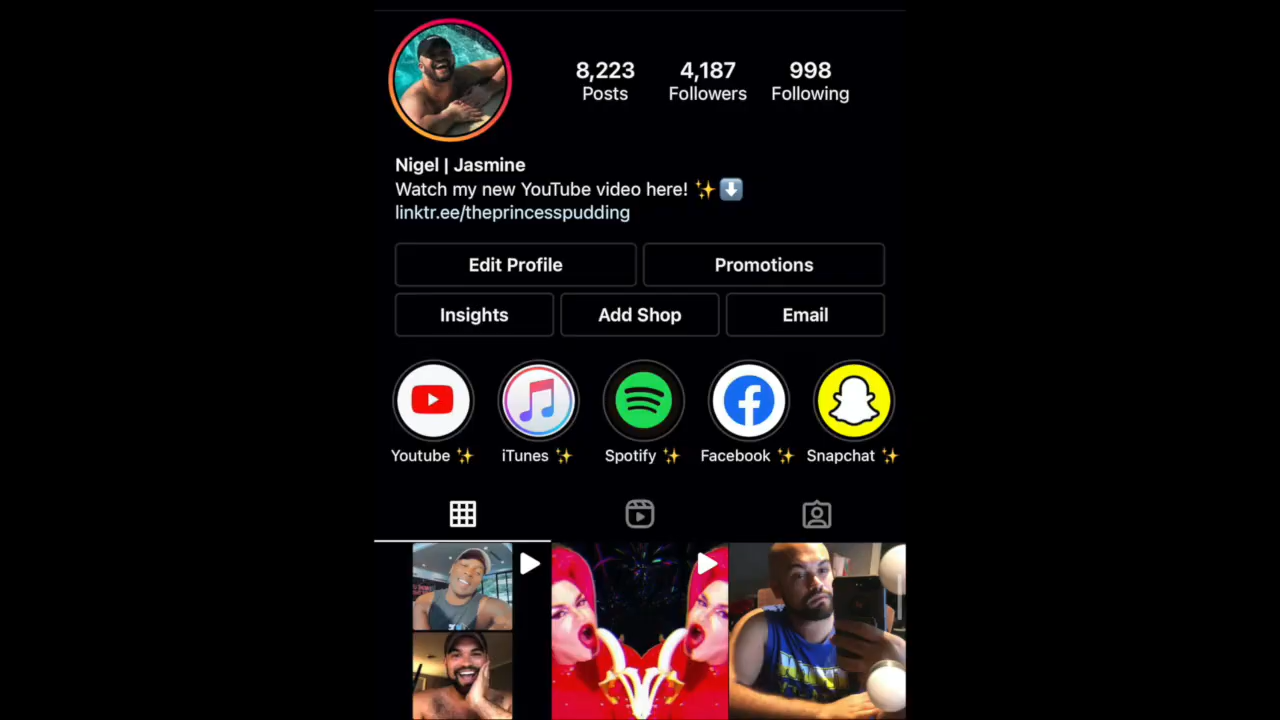 8,223 4,187 998
Posts Followers Following
Nigel | Jasmine
Watch my new YouTube video here! ✨⬇️
linktr.ee/theprincesspudding
Edit Profile Promotions
Insights Add Shop Email
Youtube ✨ iTunes ✨ Spotify ✨ Facebook ✨ Snapchat ✨